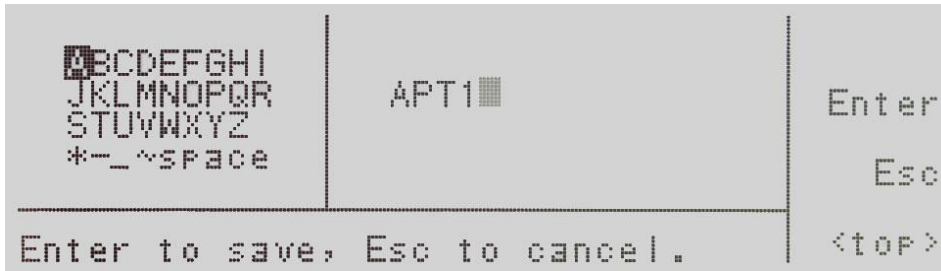 ABCDEFGHI
JKLMNOPQR
STUVWXYZ
*-_~space
APT1
Enter
Esc
<top>
Enter to save, Esc to cancel.